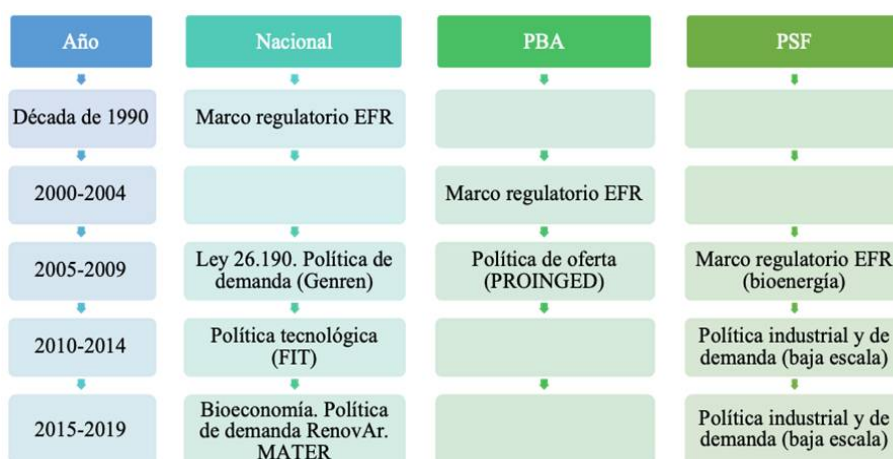 Año
Nacional
PBA
PSF
Década de 1990
Marco regulatorio EFR
2000-2004
Marco regulatorio EFR
2005-2009
Ley 26.190. Política de
demanda (Genren)
Política de oferta
(PROINGED)
Marco regulatorio EFR
(bioenergía)
2010-2014
Política tecnológica
(FIT)
Política industrial y de
demanda (baja escala)
2015-2019
Bioeconomía. Política
de demanda RenovAr.
MATER
Política industrial y de
demanda (baja escala)